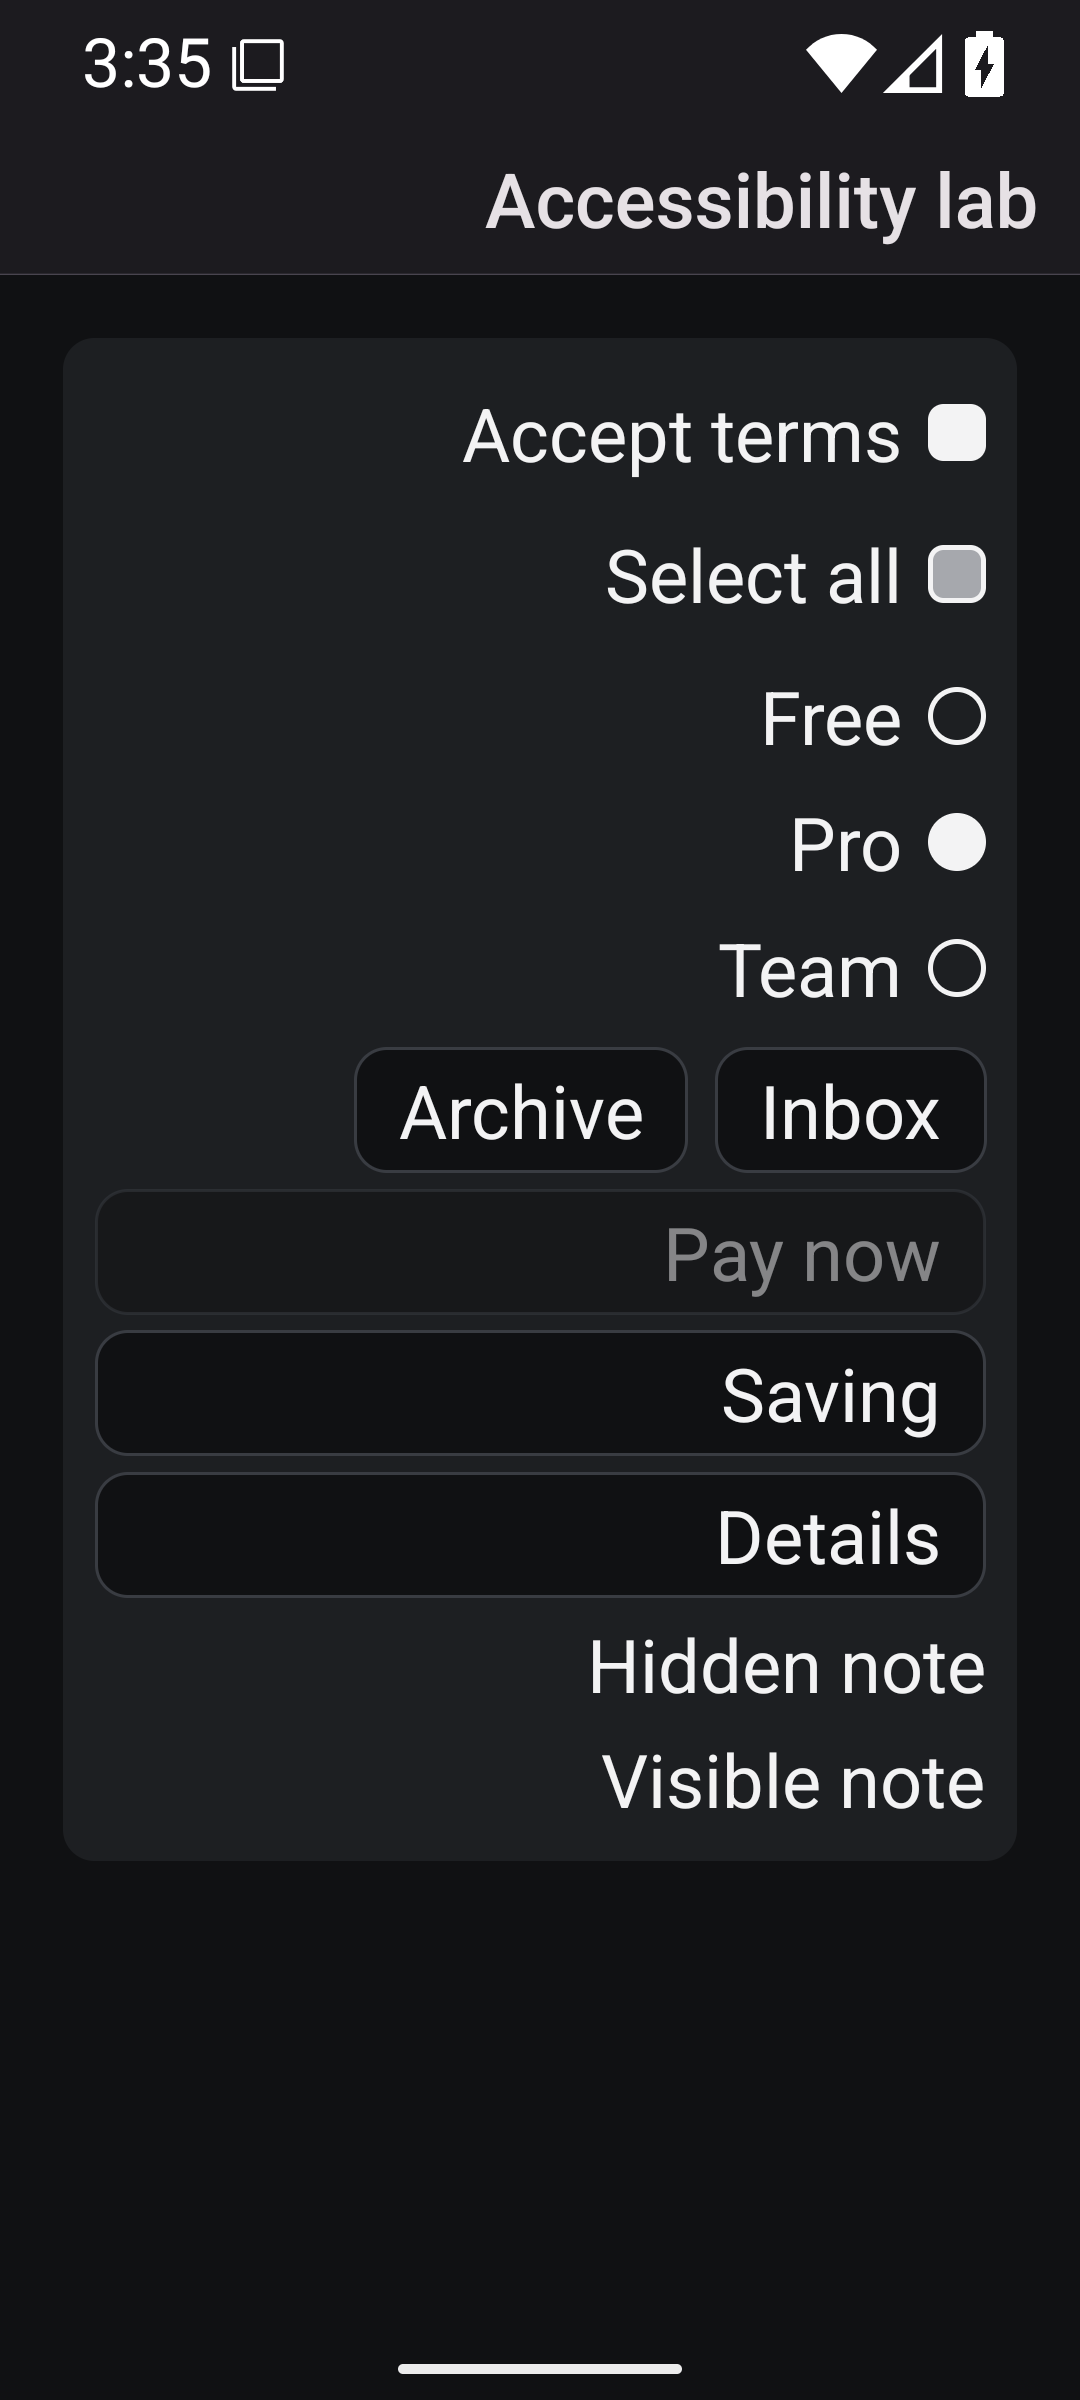 3:35
Accessibility lab
Accept terms
Select all
Free
Pro
Team
Inbox Archive
Pay now
Saving
Details
Hidden note
Visible note